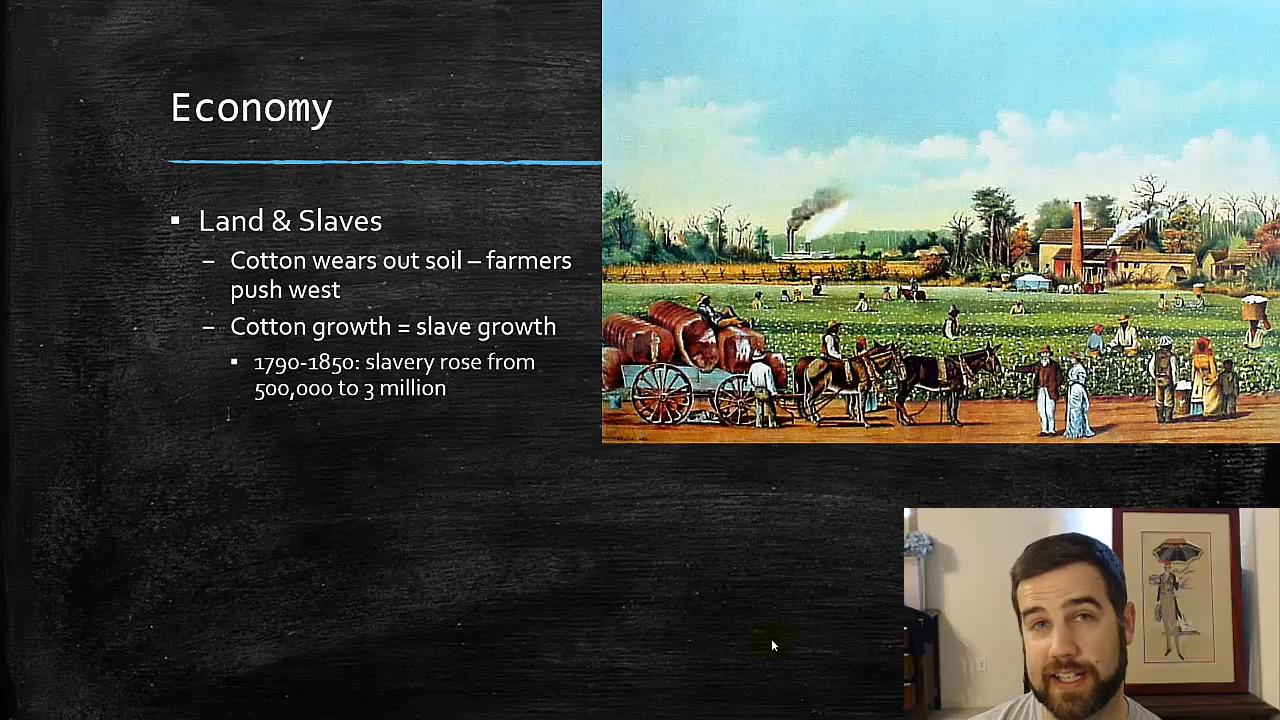 Economy
Land & Slaves
– Cotton wears out soil – farmers
push west
– Cotton growth = slave growth
1790-1850: slavery rose from
500,000 to 3 million